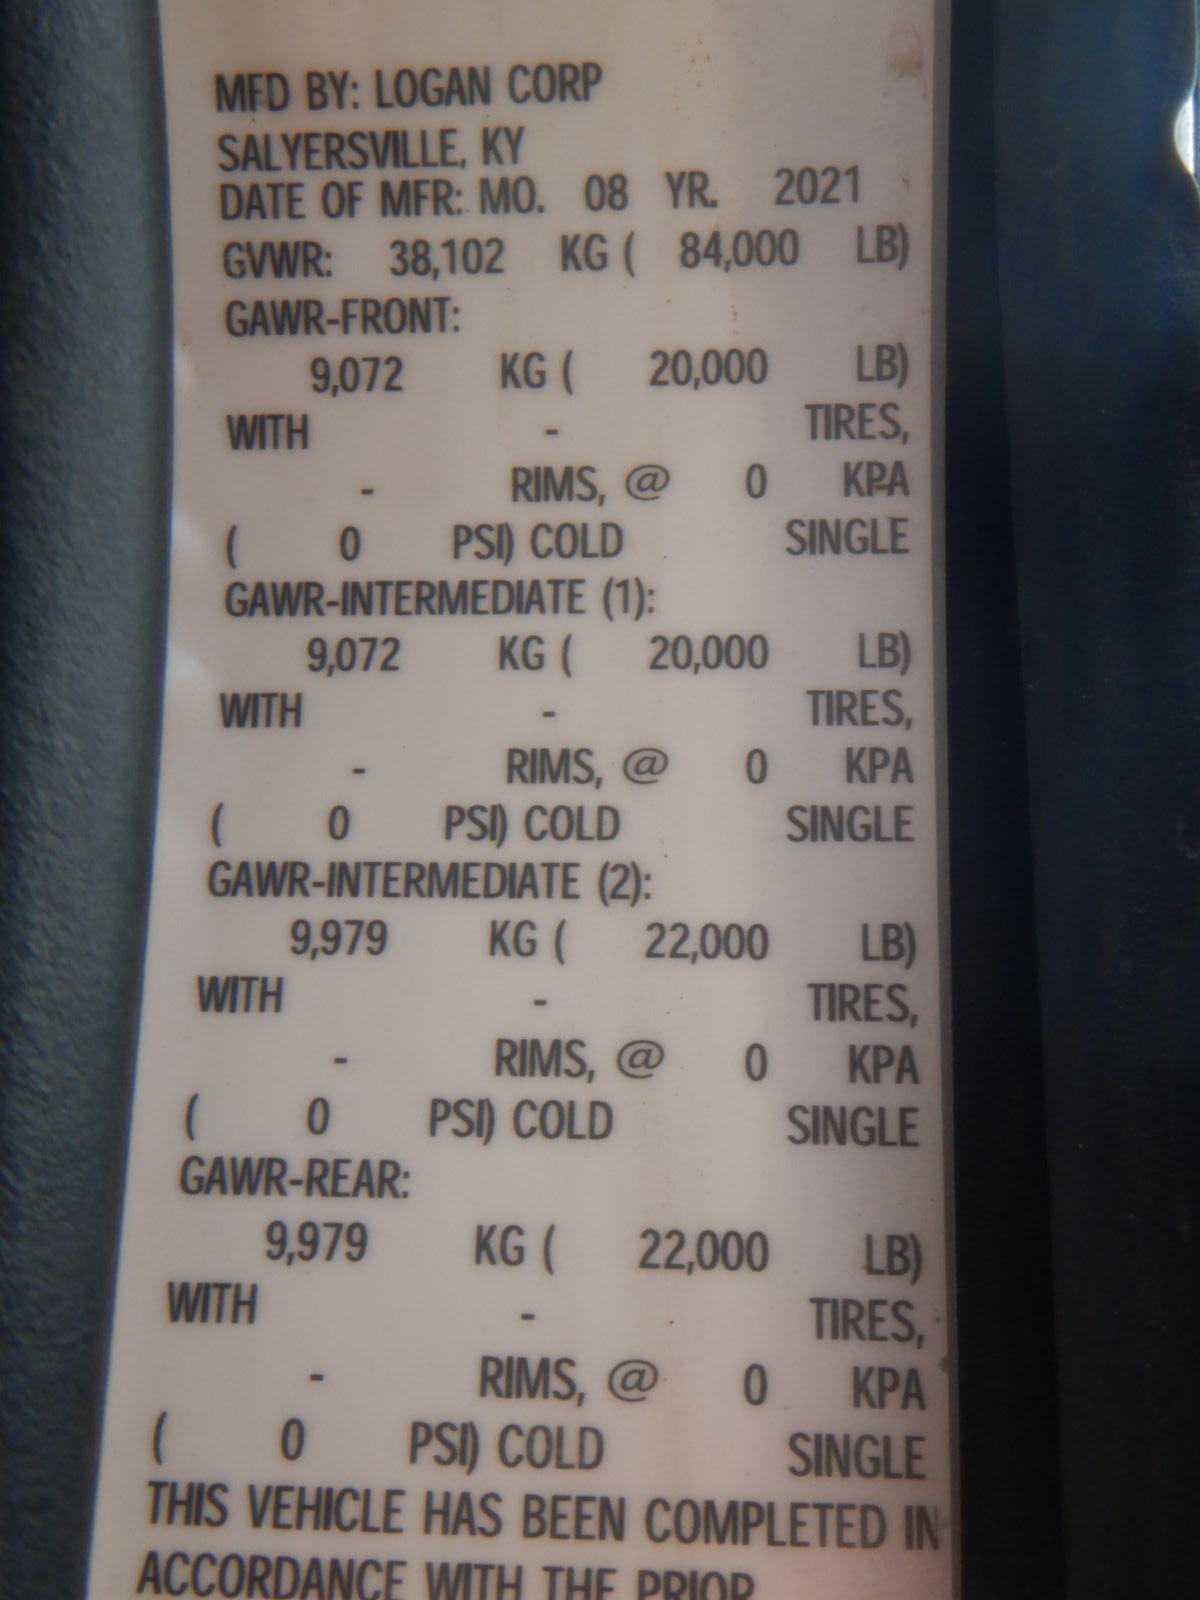 MFD BY: LOGAN CORP
SALYERSVILLE, KY
DATE OF MFR: MO. 08 YR. 2021
GVWR: 38,102 KG ( 84,000 LB)
GAWR-FRONT:
9,072 KG ( 20,000 LB)
WITH - TIRES,
- RIMS, @ 0 KPA
( 0 PSI) COLD SINGLE
GAWR-INTERMEDIATE (1):
9,072 KG ( 20,000 LB)
WITH - TIRES,
- RIMS, @ 0 KPA
( 0 PSI) COLD SINGLE
GAWR-INTERMEDIATE (2):
9,979 KG ( 22,000 LB)
WITH - TIRES,
- RIMS, @ 0 KPA
( 0 PSI) COLD SINGLE
GAWR-REAR:
9,979 KG ( 22,000 LB)
WITH - TIRES,
- RIMS, @ 0 KPA
( 0 PSI) COLD SINGLE
THIS VEHICLE HAS BEEN COMPLETED IN
ACCORDANCE WITH THE PRIOR